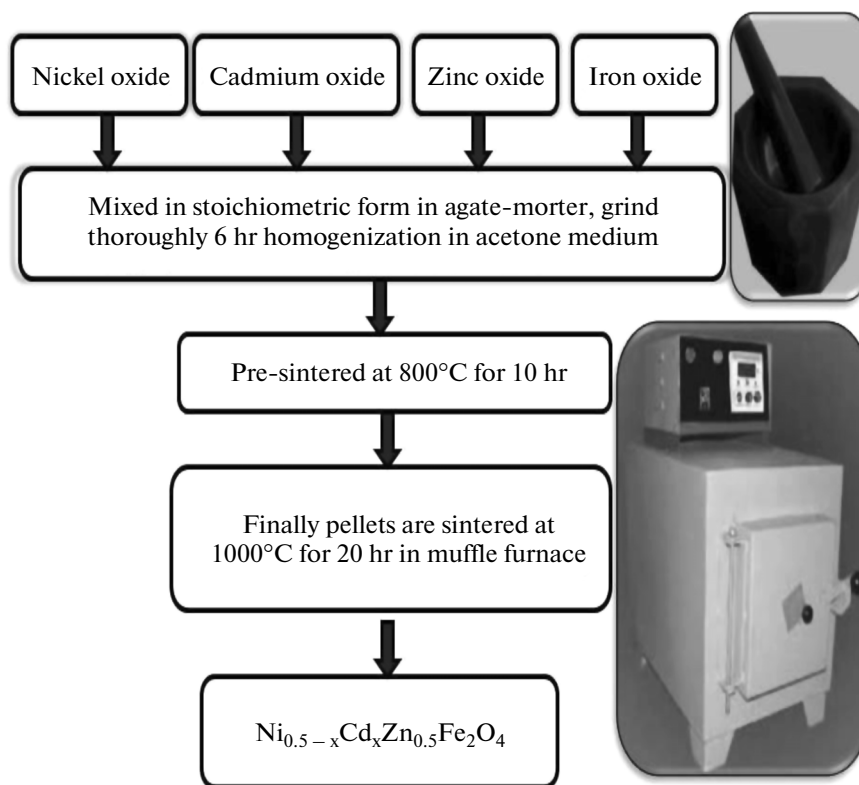 Nickel oxide
Cadmium oxide
Zinc oxide
Iron oxide
Mixed in stoichiometric form in agate-morter, grind
thoroughly 6 hr homogenization in acetone medium
Pre-sintered at 800°C for 10 hr
Finally pellets are sintered at
1000°C for 20 hr in muffle furnace
Ni₀.₅ ₋ ₓCdₓZn₀.₅Fe₂O₄